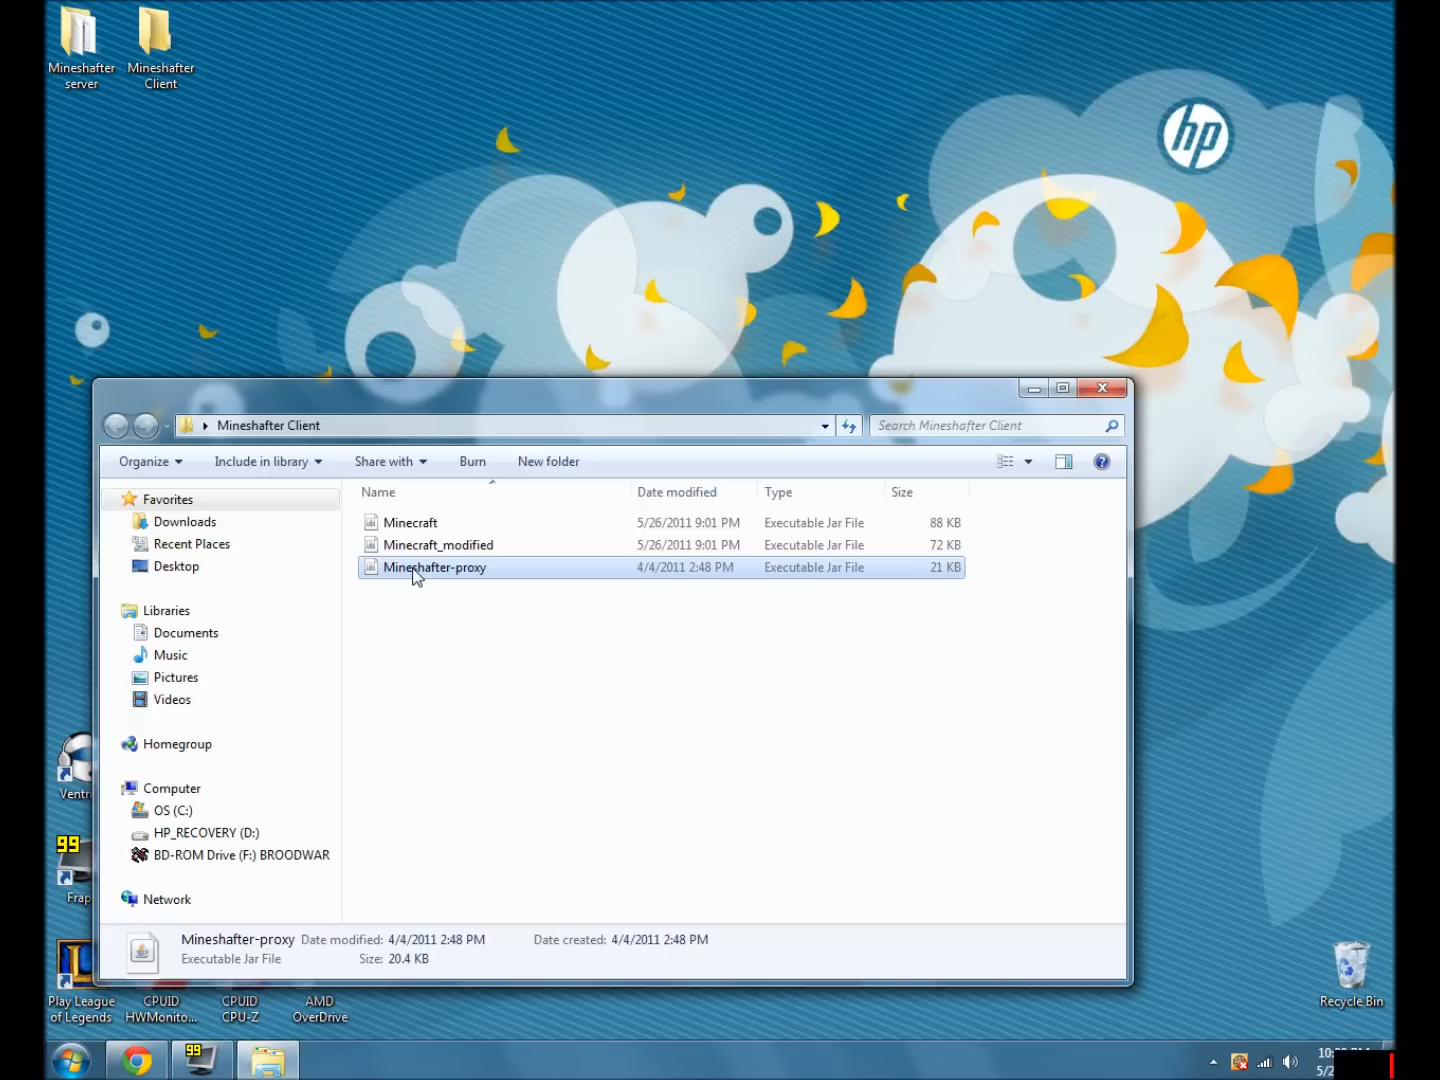 Mineshafter
server
Mineshafter
Client
hp
Mineshafter Client
Search Mineshafter Client
Organize
Include in library
Share with
Burn
New folder
Name
Date modified
Type
Size
Favorites
Downloads
Recent Places
Desktop
Libraries
Documents
Music
Pictures
Videos
Homegroup
Computer
OS (C:)
HP_RECOVERY (D:)
BD-ROM Drive (F:) BROODWAR
Network
Minecraft 5/26/2011 9:01 PM Executable Jar File 88 KB
Minecraft_modified 5/26/2011 9:01 PM Executable Jar File 72 KB
Mineshafter-proxy 4/4/2011 2:48 PM Executable Jar File 21 KB
Mineshafter-proxy Date modified: 4/4/2011 2:48 PM Date created: 4/4/2011 2:48 PM
Executable Jar File Size: 20.4 KB
Ventri
99
Frap
Play League
of Legends
CPUID
HWMonito...
CPUID
CPU-Z
AMD
OverDrive
Recycle Bin
99